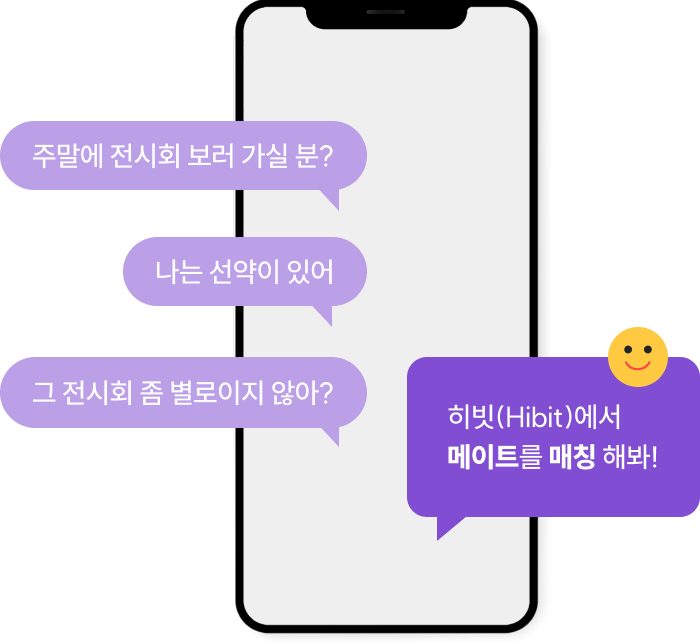 주말에 전시회 보러 가실 분?
나는 선약이 있어
그 전시회 좀 별로이지 않아?
히빗(Hibit)에서
메이트를 매칭 해봐!